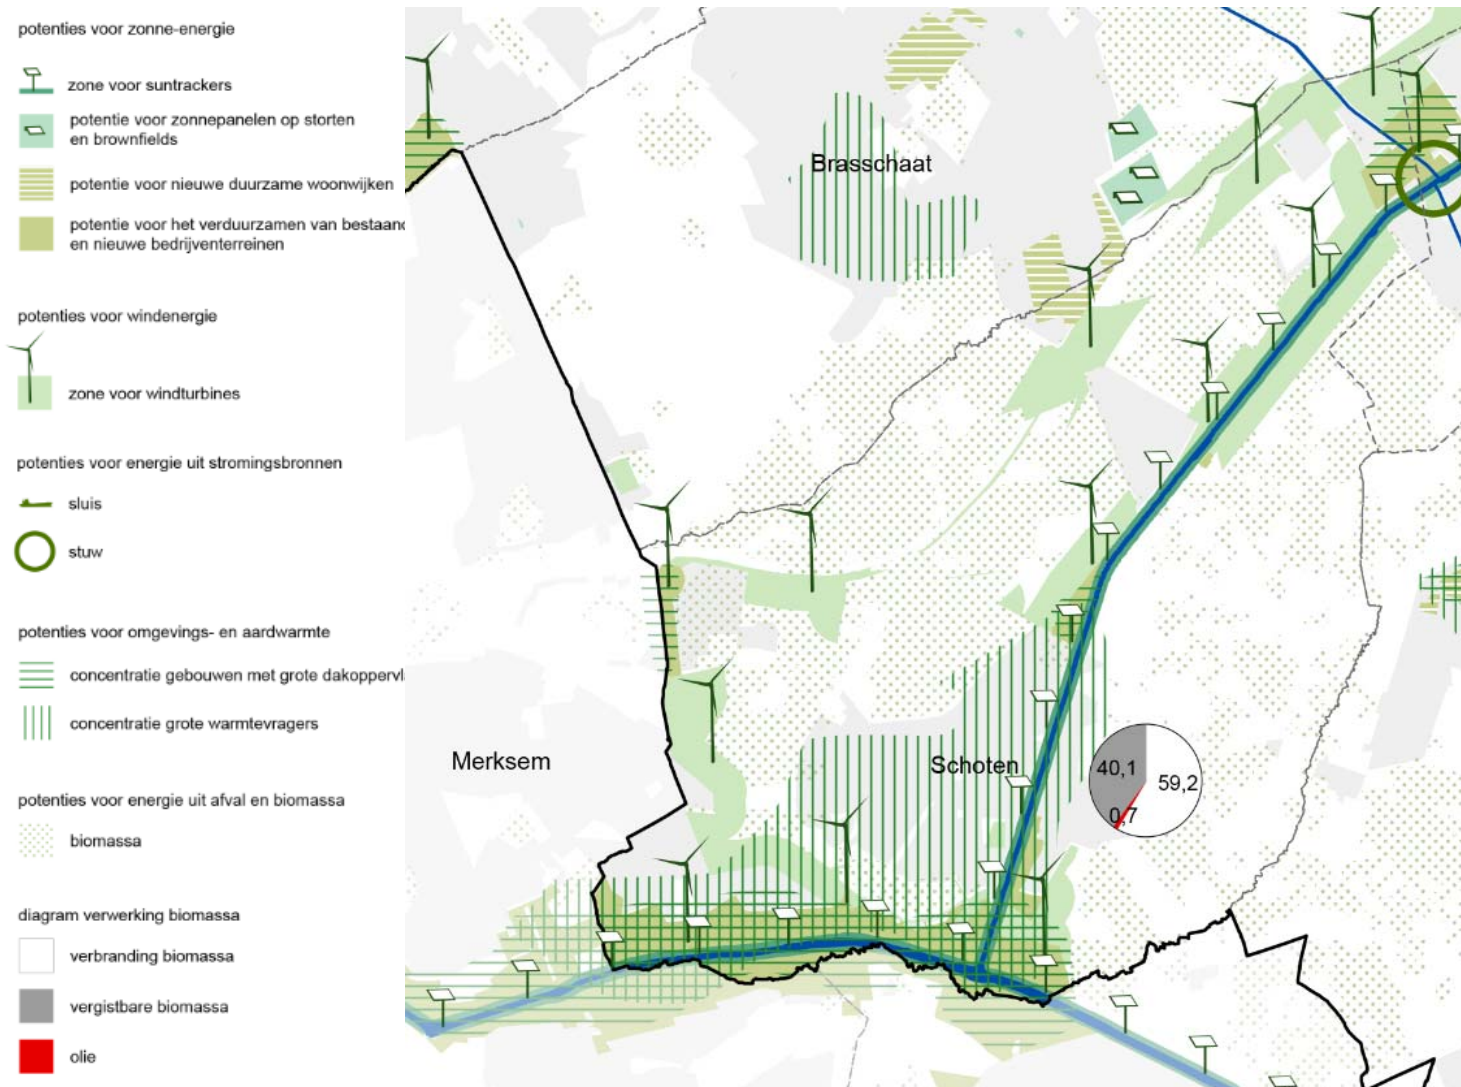 potenties voor zonne-energie
zone voor suntrackers
potentie voor zonnepanelen op storten
en brownfields
potentie voor nieuwe duurzame woonwijken
potentie voor het verduurzamen van bestaand
en nieuwe bedrijventerreinen
potenties voor windenergie
zone voor windturbines
potenties voor energie uit stromingsbronnen
sluis
stuw
potenties voor omgevings- en aardwarmte
concentratie gebouwen met grote dakoppervl
concentratie grote warmtevragers
potenties voor energie uit afval en biomassa
biomassa
diagram verwerking biomassa
verbranding biomassa
vergistbare biomassa
olie
Brasschaat
Merksem
Schoten
40,1
59,2
0,7